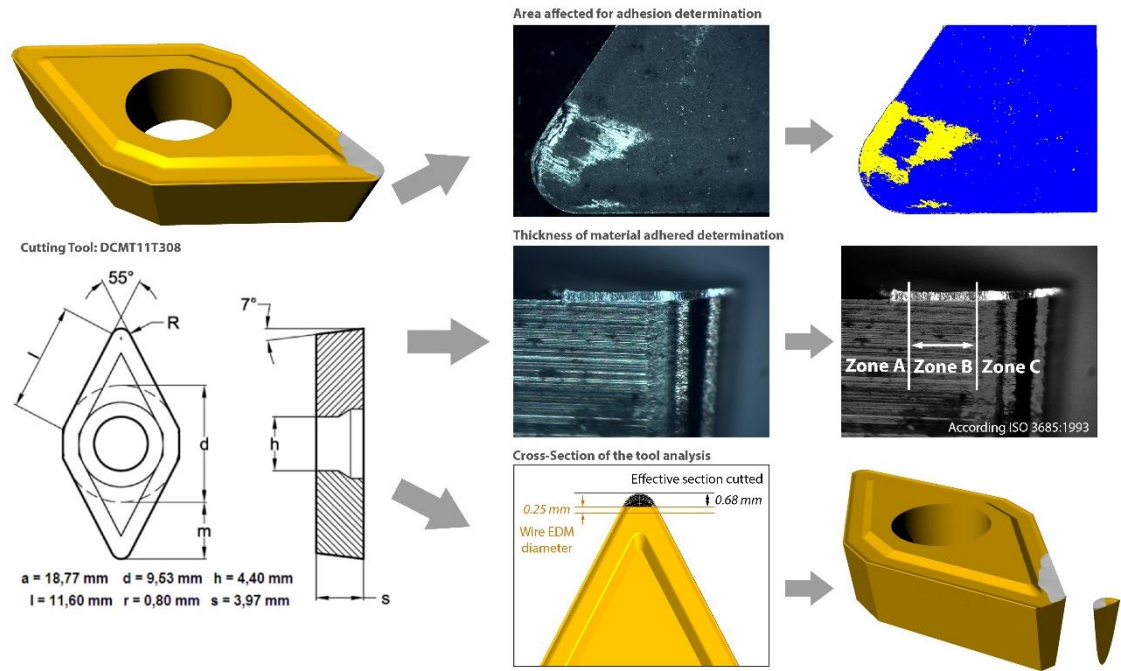 Area affected for adhesion determination
Cutting Tool: DCMT11T308
55°
R
7°
l
d
h
m
s
a = 18,77 mm d = 9,53 mm h = 4,40 mm
l = 11,60 mm r = 0,80 mm s = 3,97 mm
Thickness of material adhered determination
Zone A
Zone B
Zone C
According ISO 3685:1993
Cross-Section of the tool analysis
Effective section cutted
0.25 mm
0.68 mm
Wire EDM
diameter